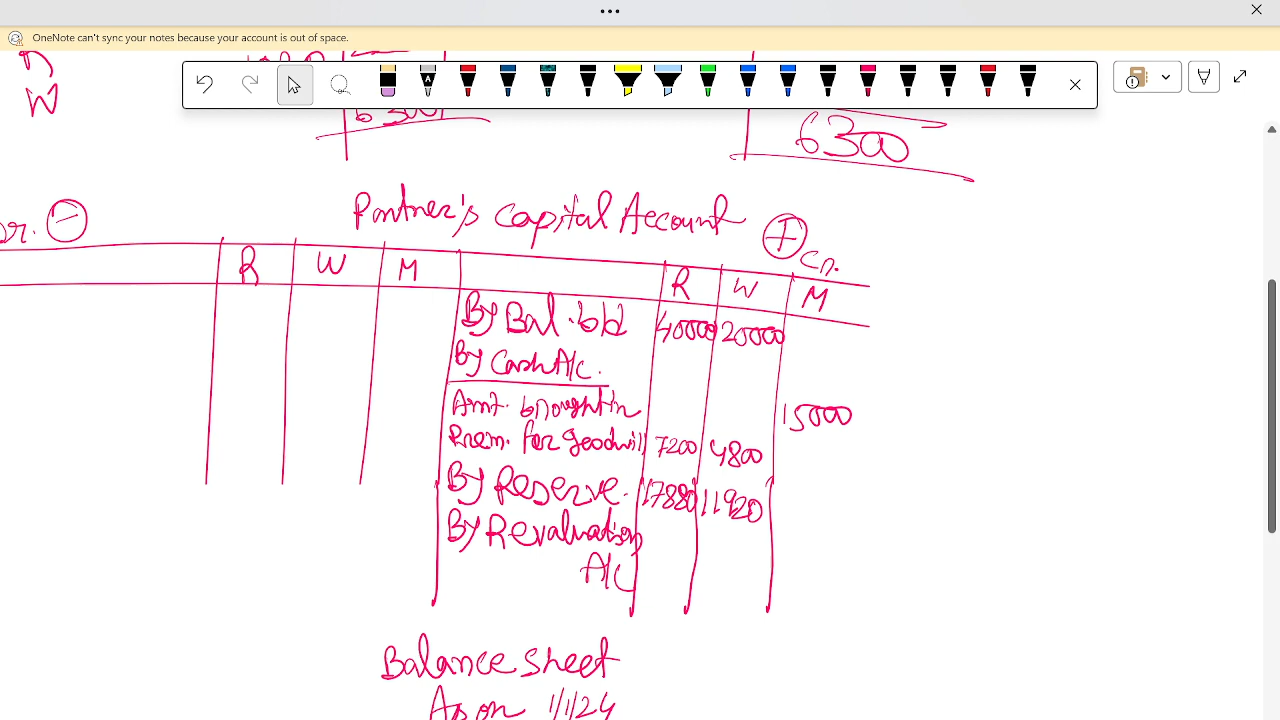 OneNote can't sync your notes because your account is out of space.
R
W
6300
6300
Partner's Capital Account
Dr. − + Cr.
R W M R W M
By Bal. b/d 40000 20000
By Cash A/c.
Amt. brought in 15000
Prem. for goodwill 7200 4800
By Reserve. 17880 11920
By Revaluation
A/c
Balance Sheet
As on 1/1/24